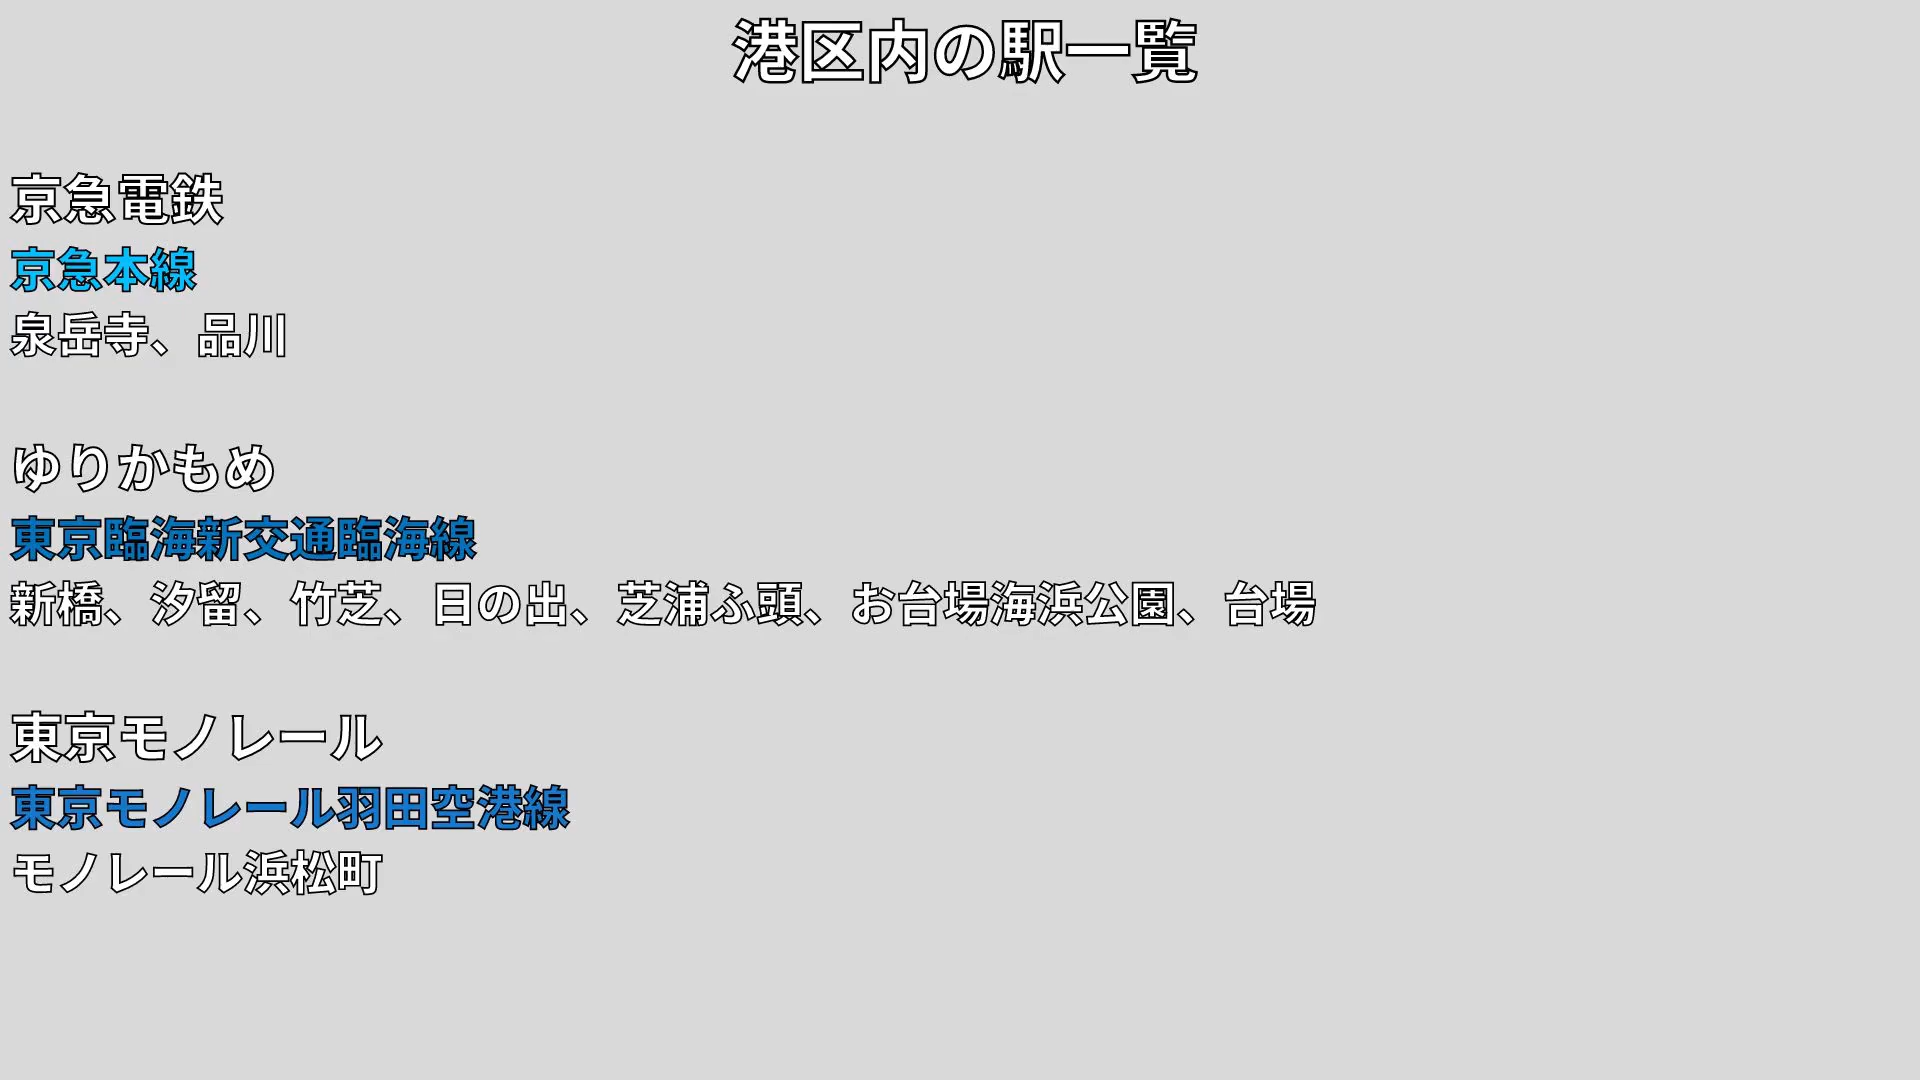 港区内の駅一覧
京急電鉄
京急本線
泉岳寺、品川
ゆりかもめ
東京臨海新交通臨海線
新橋、汐留、竹芝、日の出、芝浦ふ頭、お台場海浜公園、台場
東京モノレール
東京モノレール羽田空港線
モノレール浜松町